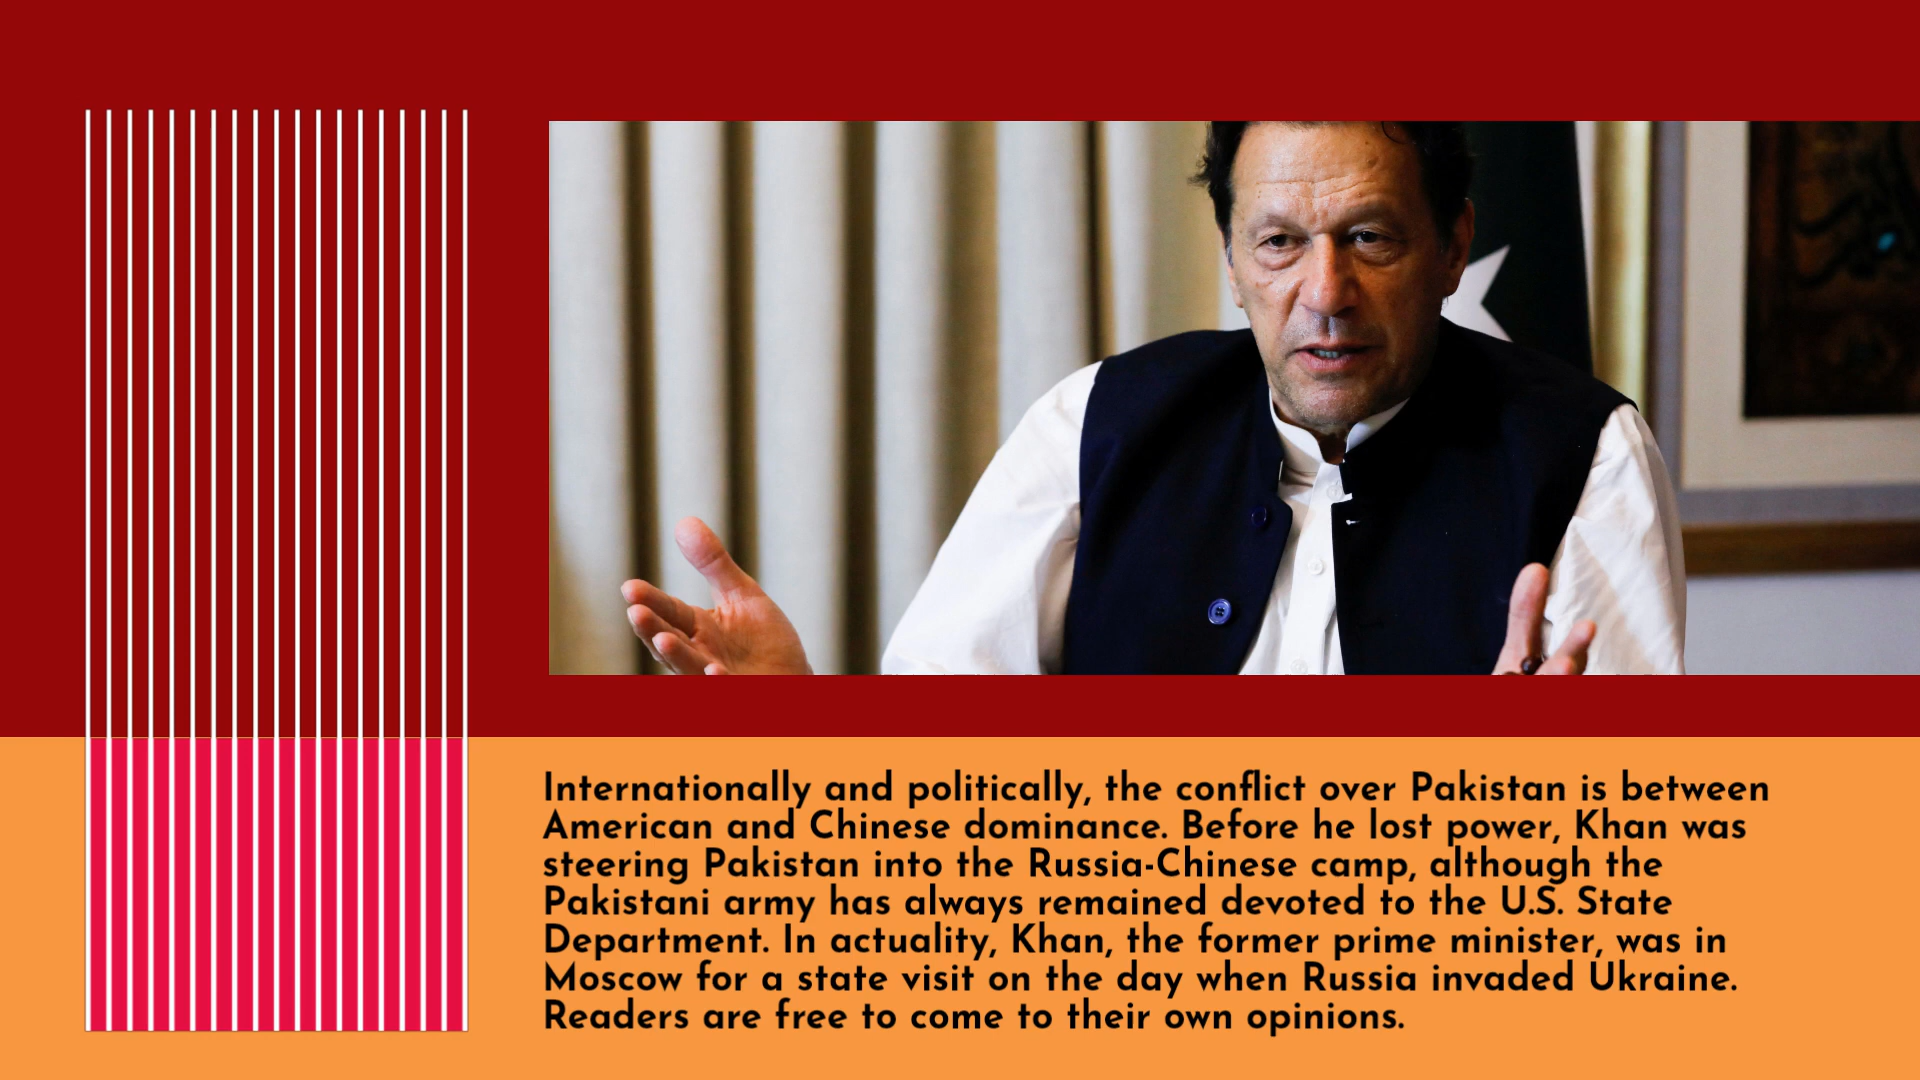 Internationally and politically, the conflict over Pakistan is between
American and Chinese dominance. Before he lost power, Khan was
steering Pakistan into the Russia-Chinese camp, although the
Pakistani army has always remained devoted to the U.S. State
Department. In actuality, Khan, the former prime minister, was in
Moscow for a state visit on the day when Russia invaded Ukraine.
Readers are free to come to their own opinions.